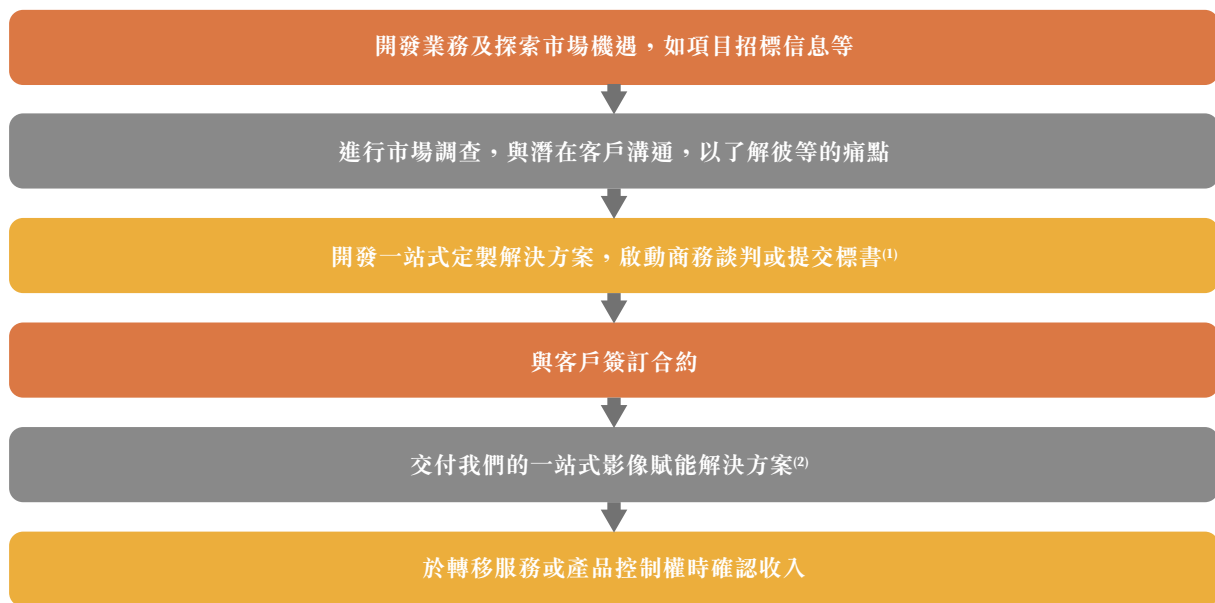 開發業務及探索市場機遇，如項目招標信息等
進行市場調查，與潛在客戶溝通，以了解彼等的痛點
開發一站式定製解決方案，啟動商務談判或提交標書(1)
與客戶簽訂合約
交付我們的一站式影像賦能解決方案(2)
於轉移服務或產品控制權時確認收入